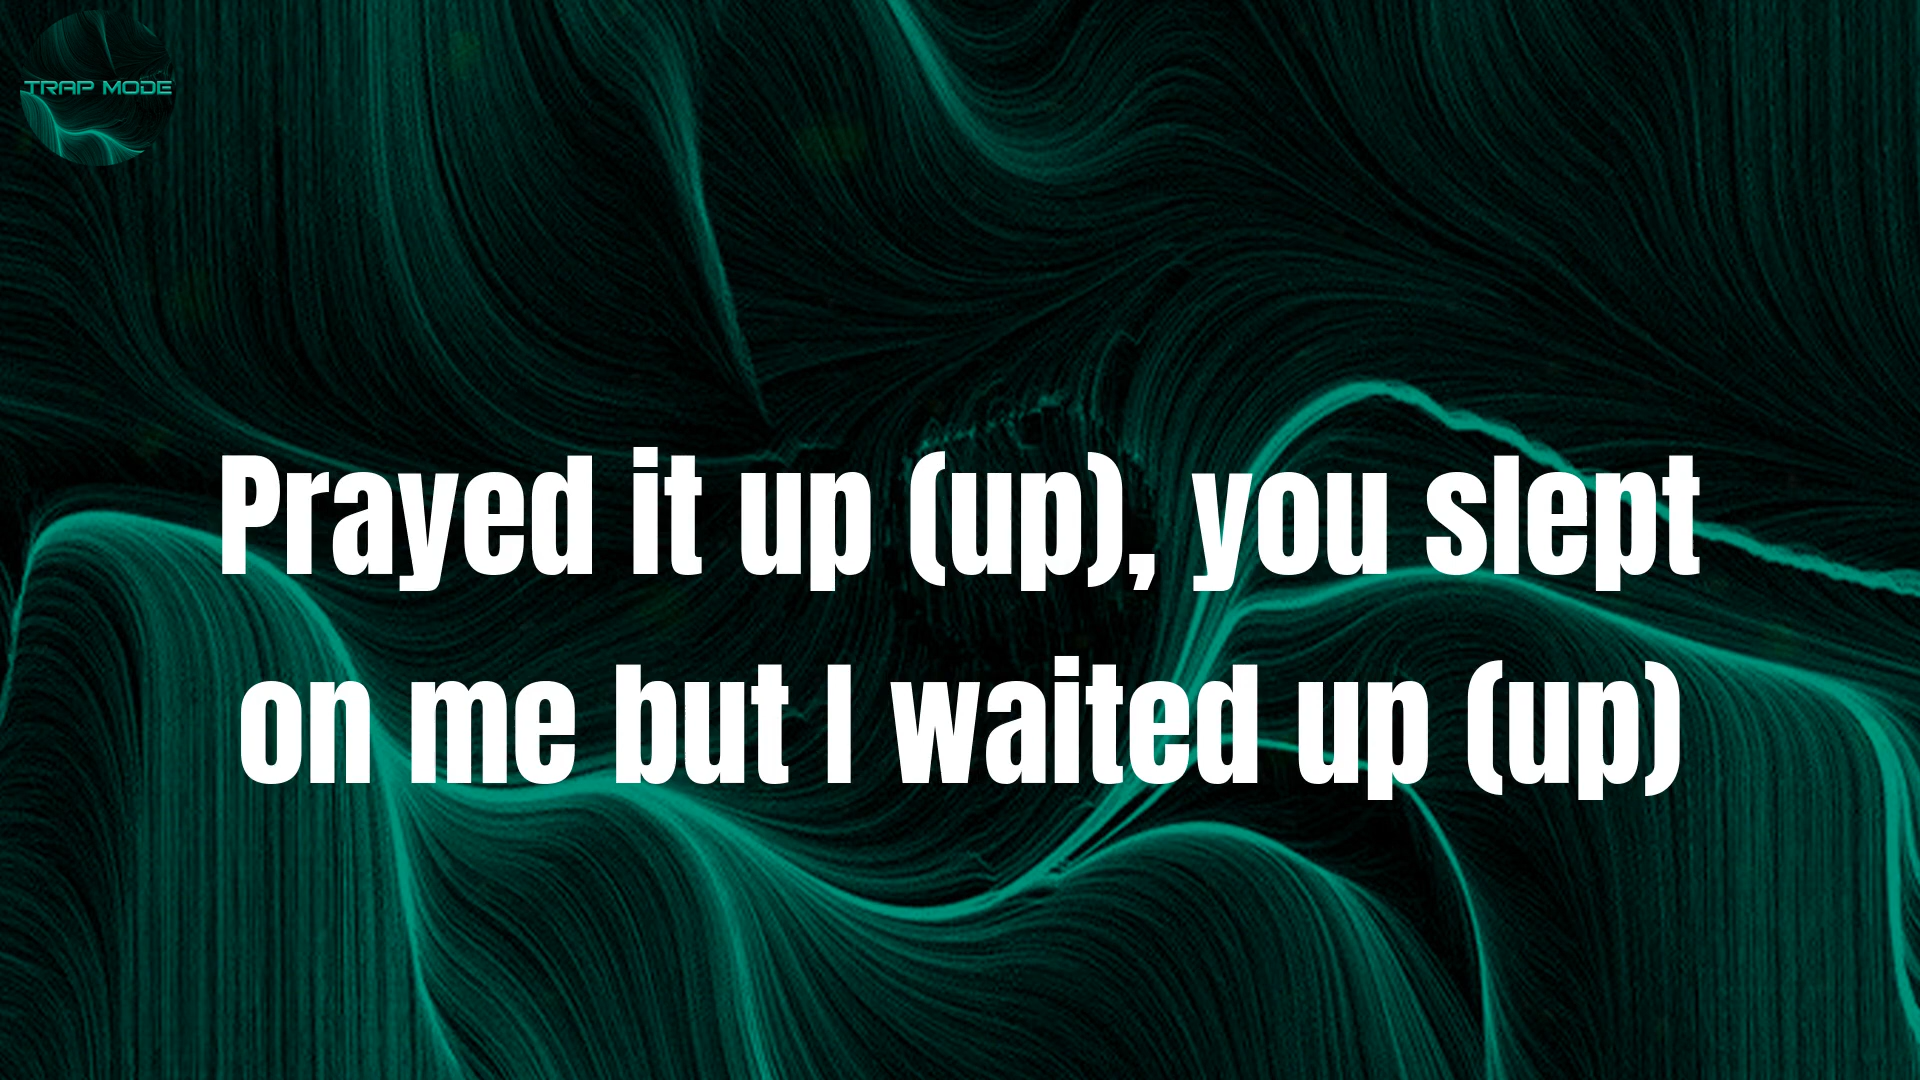 TRAP MODE
Prayed it up (up), you slept
on me but I waited up (up)